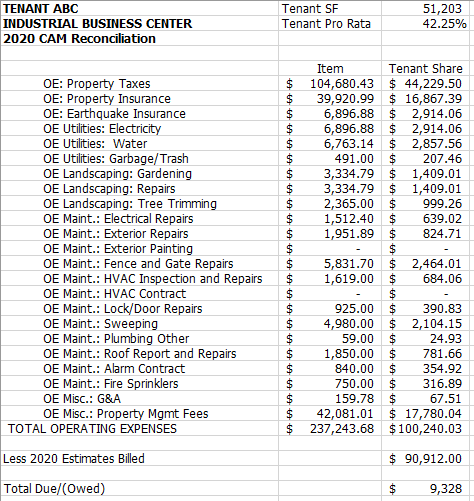 TENANT ABC Tenant SF 51,203
INDUSTRIAL BUSINESS CENTER Tenant Pro Rata 42.25%
2020 CAM Reconciliation
Item Tenant Share
OE: Property Taxes $ 104,680.43 $ 44,229.50
OE: Property Insurance $ 39,920.99 $ 16,867.39
OE: Earthquake Insurance $ 6,896.88 $ 2,914.06
OE Utilities: Electricity $ 6,896.88 $ 2,914.06
OE Utilities: Water $ 6,763.14 $ 2,857.56
OE Utilities: Garbage/Trash $ 491.00 $ 207.46
OE Landscaping: Gardening $ 3,334.79 $ 1,409.01
OE Landscaping: Repairs $ 3,334.79 $ 1,409.01
OE Landscaping: Tree Trimming $ 2,365.00 $ 999.26
OE Maint.: Electrical Repairs $ 1,512.40 $ 639.02
OE Maint.: Exterior Repairs $ 1,951.89 $ 824.71
OE Maint.: Exterior Painting $ - $ -
OE Maint.: Fence and Gate Repairs $ 5,831.70 $ 2,464.01
OE Maint.: HVAC Inspection and Repairs $ 1,619.00 $ 684.06
OE Maint.: HVAC Contract $ - $ -
OE Maint.: Lock/Door Repairs $ 925.00 $ 390.83
OE Maint.: Sweeping $ 4,980.00 $ 2,104.15
OE Maint.: Plumbing Other $ 59.00 $ 24.93
OE Maint.: Roof Report and Repairs $ 1,850.00 $ 781.66
OE Maint.: Alarm Contract $ 840.00 $ 354.92
OE Maint.: Fire Sprinklers $ 750.00 $ 316.89
OE Misc.: G&A $ 159.78 $ 67.51
OE Misc.: Property Mgmt Fees $ 42,081.01 $ 17,780.04
TOTAL OPERATING EXPENSES $ 237,243.68 $100,240.03
Less 2020 Estimates Billed $ 90,912.00
Total Due/(Owed) $ 9,328